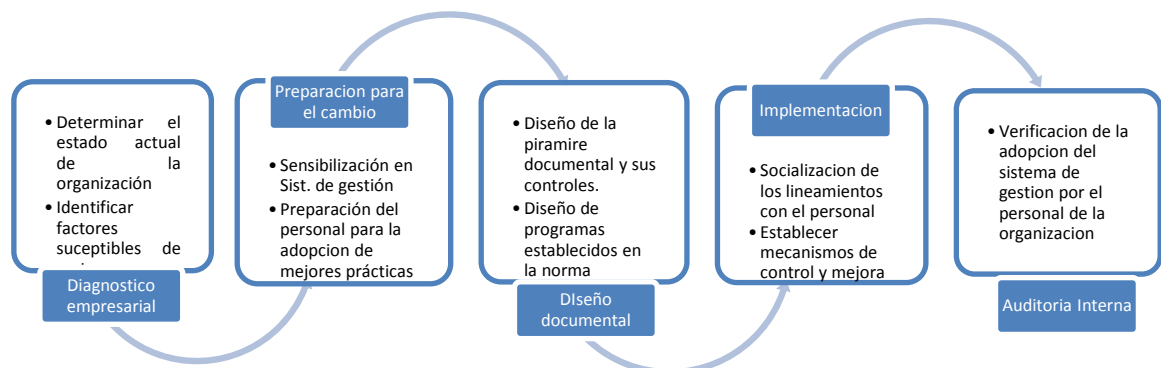 • Determinar el
estado actual
de la
organización
• Identificar
factores
suceptibles de
Diagnostico
empresarial
Preparacion para
el cambio
• Sensibilización en
Sist. de gestión
• Preparación del
personal para la
adopcion de
mejores prácticas
• Diseño de la
piramire
documental y sus
controles.
• Diseño de
programas
establecidos en
la norma
DIseño
documental
Implementacion
• Socializacion de
los lineamientos
con el personal
• Establecer
mecanismos de
control y mejora
• Verificacion de la
adopcion del
sistema de
gestion por el
personal de la
organizacion
Auditoria Interna